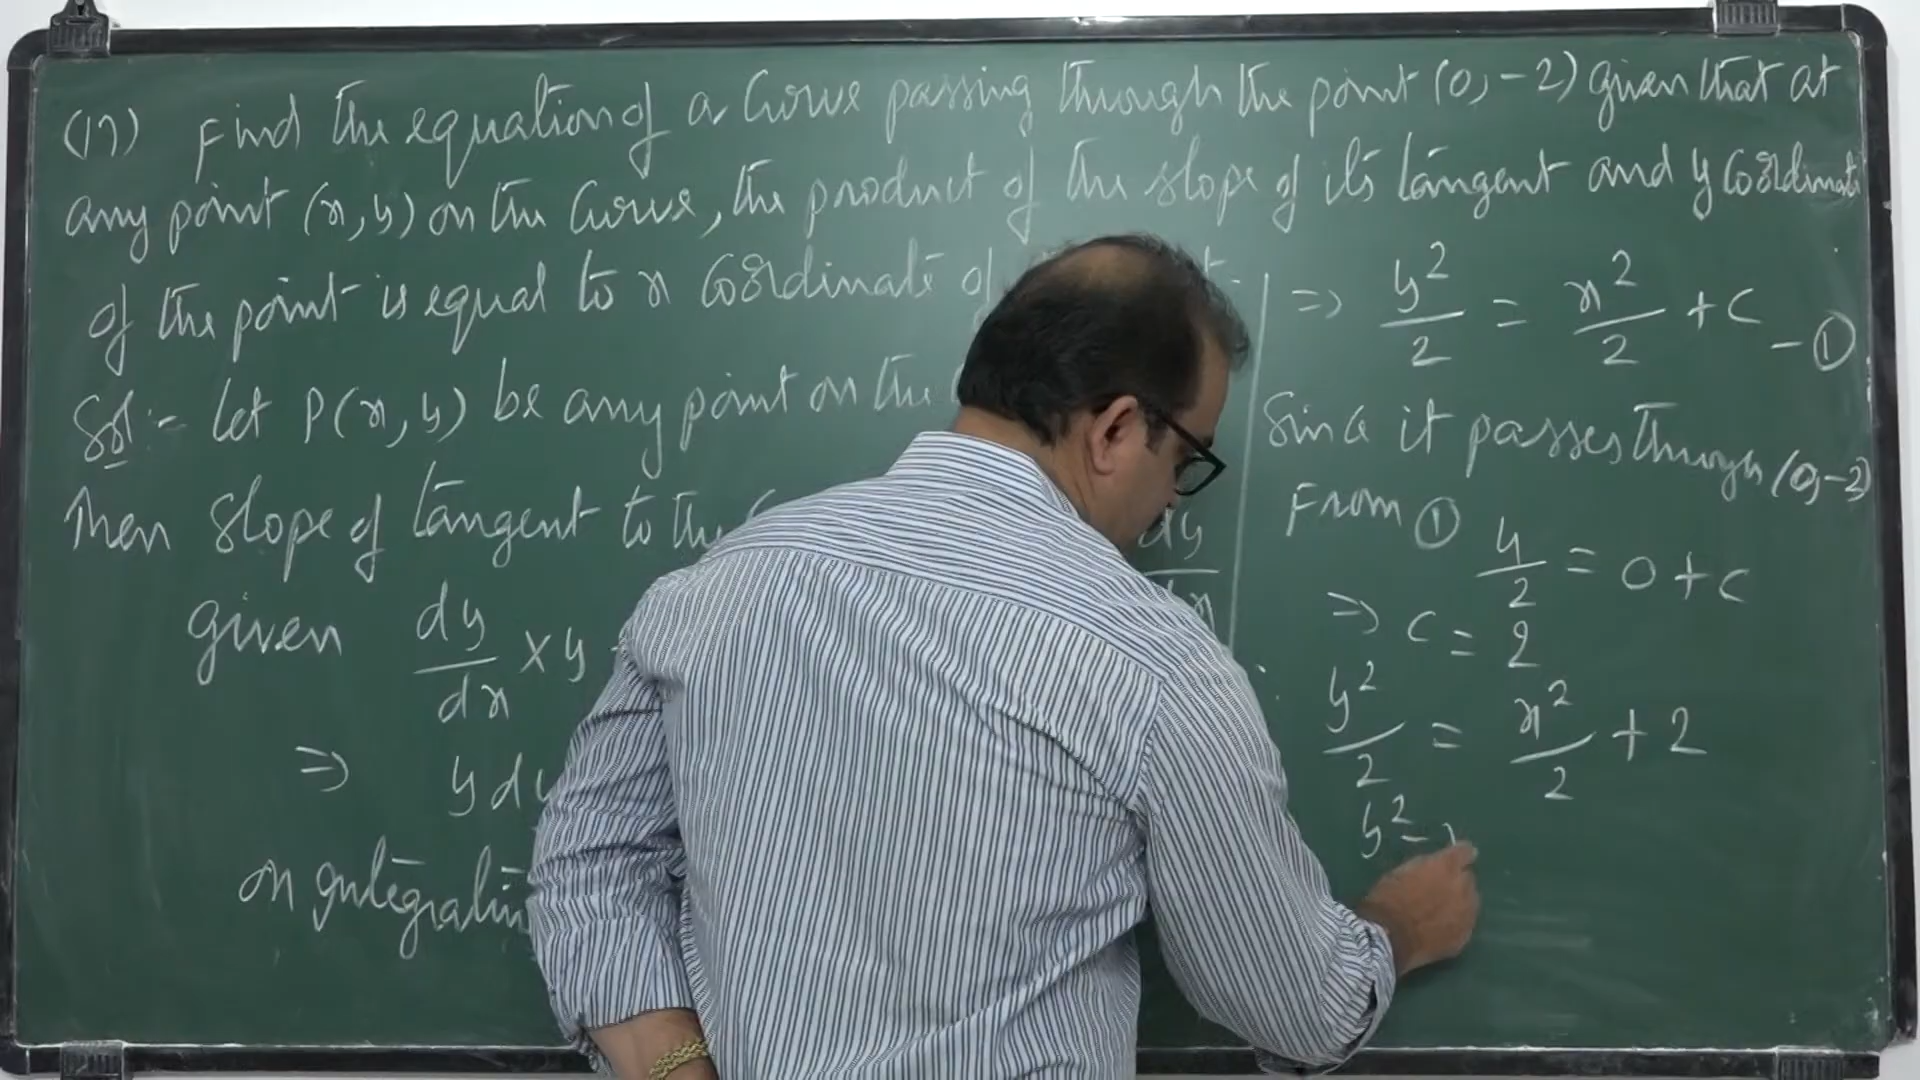 (17) Find the equation of a Curve passing through the point (0, -2) given that at
any point (x, y) on the Curve, the product of the slope of its tangent and y coordinate
of the point is equal to x coordinate of
Sol :- Let P(x, y) be any point on the
Then slope of tangent to the dy
given dy/dx × y
⇒ y dy
on integratin
⇒ y²/2 = x²/2 + c - ①
Since it passes through (0, -2)
From ① 4/2 = 0 + c
⇒ c = 2
y²/2 = x²/2 + 2
y² -